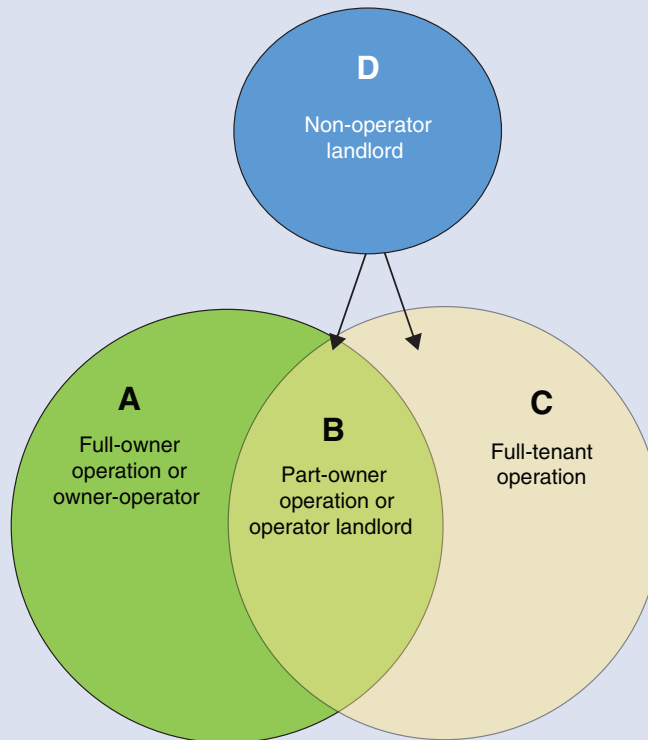 D
Non-operator
landlord
A
Full-owner
operation or
owner-operator
B
Part-owner
operation or
operator landlord
C
Full-tenant
operation